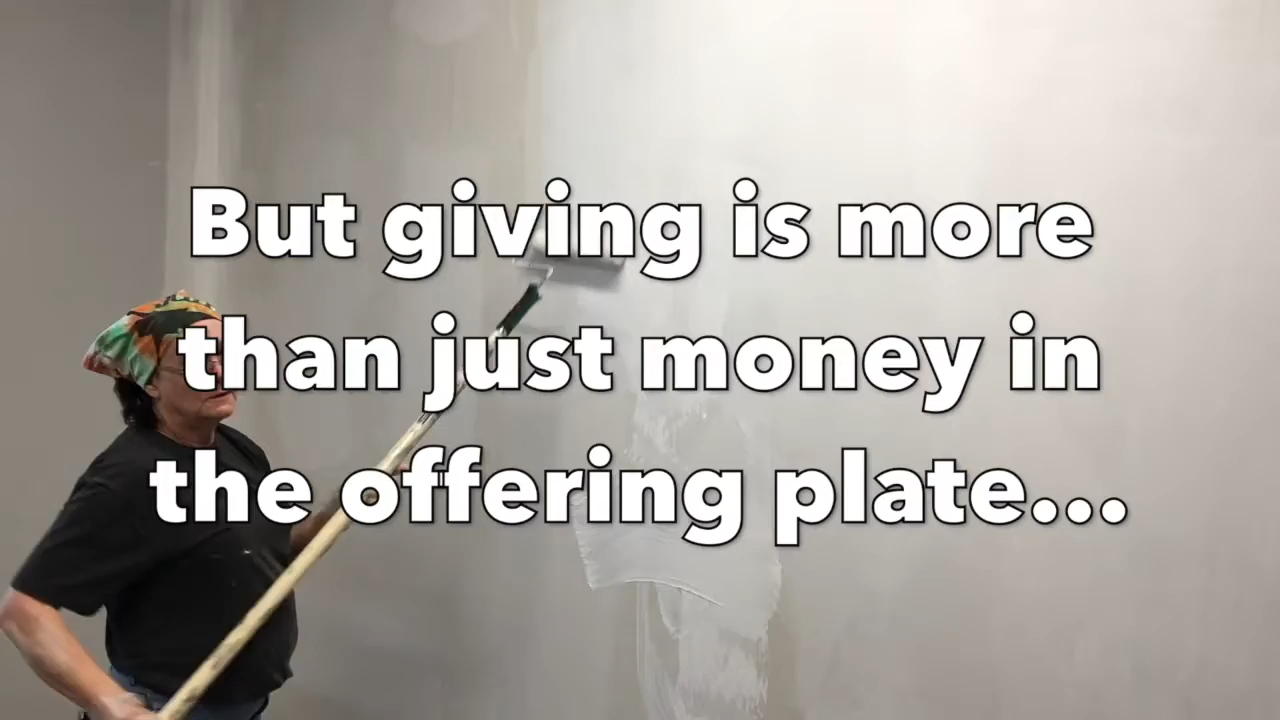 But giving is more
than just money in
the offering plate...